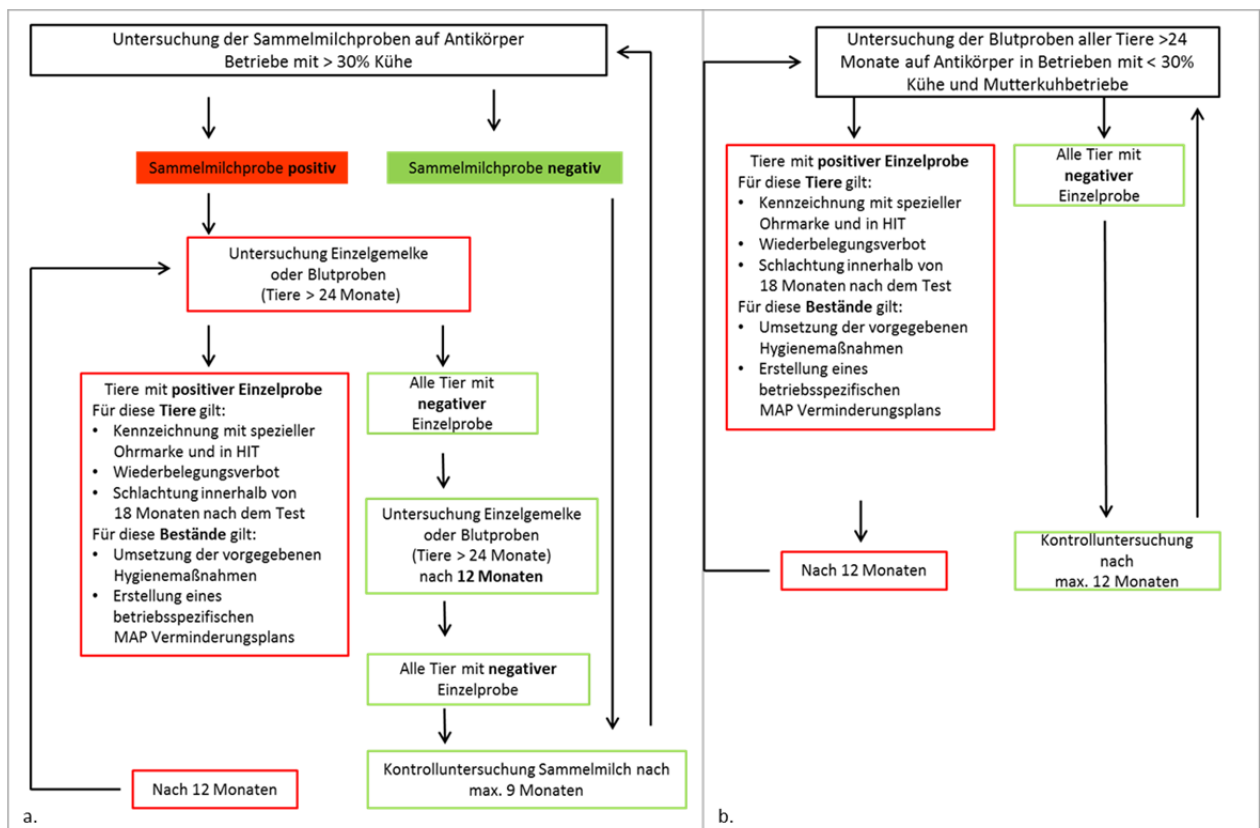 Untersuchung der Sammelmilchproben auf Antikörper
Betriebe mit > 30% Kühe
Sammelmilchprobe positiv
Sammelmilchprobe negativ
Untersuchung Einzelgemelke
oder Blutproben
(Tiere > 24 Monate)
Tiere mit positiver Einzelprobe
Für diese Tiere gilt:
• Kennzeichnung mit spezieller
Ohrmarke und in HIT
• Wiederbelegungsverbot
• Schlachtung innerhalb von
18 Monaten nach dem Test
Für diese Bestände gilt:
• Umsetzung der vorgegebenen
Hygienemaßnahmen
• Erstellung eines
betriebsspezifischen
MAP Verminderungsplans
Alle Tier mit
negativer
Einzelprobe
Untersuchung Einzelgemelke
oder Blutproben
(Tiere > 24 Monate)
nach 12 Monaten
Alle Tier mit negativer
Einzelprobe
Nach 12 Monaten
Kontrolluntersuchung Sammelmilch nach
max. 9 Monaten
a.
b.
Untersuchung der Blutproben aller Tiere >24
Monate auf Antikörper in Betrieben mit < 30%
Kühe und Mutterkuhbetriebe
Tiere mit positiver Einzelprobe
Für diese Tiere gilt:
• Kennzeichnung mit spezieller
Ohrmarke und in HIT
• Wiederbelegungsverbot
• Schlachtung innerhalb von
18 Monaten nach dem Test
Für diese Bestände gilt:
• Umsetzung der vorgegebenen
Hygienemaßnahmen
• Erstellung eines
betriebsspezifischen
MAP Verminderungsplans
Alle Tier mit
negativer
Einzelprobe
Nach 12 Monaten
Kontrolluntersuchung
nach
max. 12 Monaten
b.